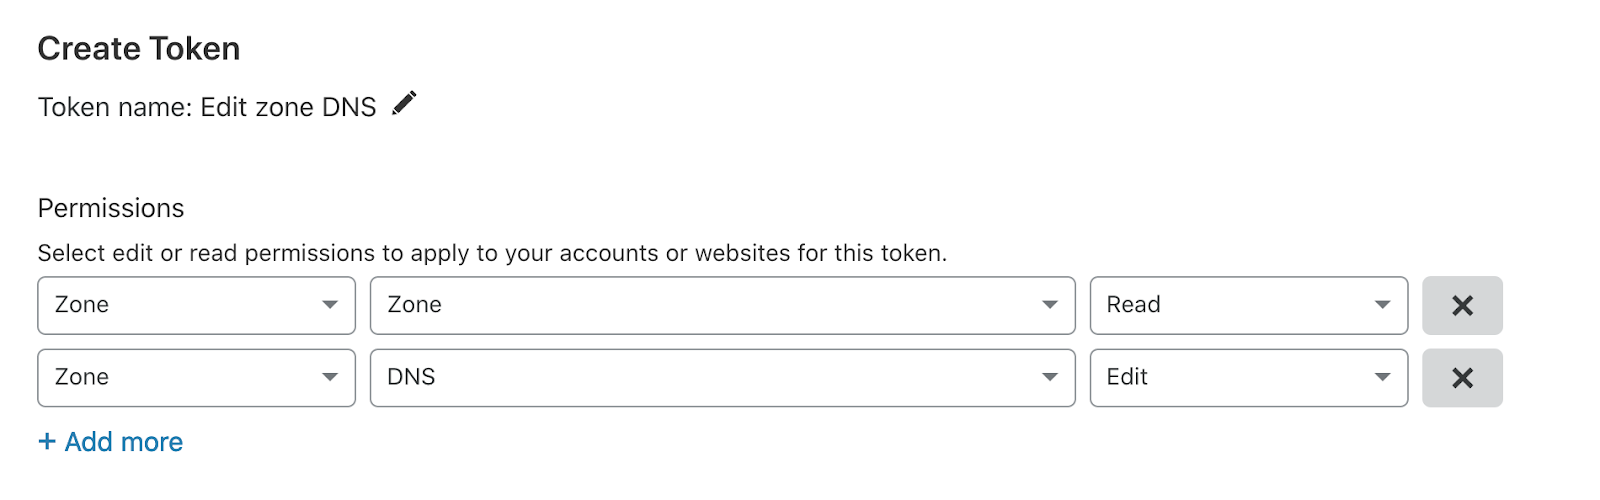 Create Token
Token name: Edit zone DNS
Permissions
Select edit or read permissions to apply to your accounts or websites for this token.
Zone Zone Read
Zone DNS Edit
+ Add more